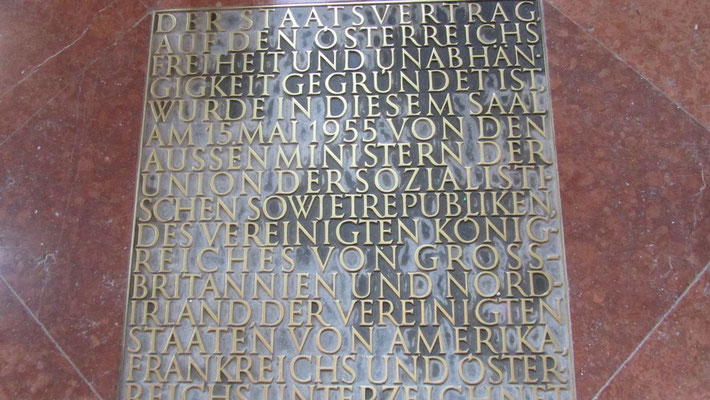 DER STAATSVERTRAG,
AUF DEN ÖSTERREICHS
FREIHEIT UND UNABHÄN-
GIGKEIT GEGRÜNDET IST,
WURDE IN DIESEM SAAL
AM 15. MAI 1955 VON DEN
AUSSENMINISTERN DER
UNION DER SOZIALISTI-
SCHEN SOWJETREPUBLIKEN,
DES VEREINIGTEN KÖNIG-
REICHES VON GROSS-
BRITANNIEN UND NORD-
IRLAND, DER VEREINIGTEN
STAATEN VON AMERIKA,
FRANKREICHS UND ÖSTER-
REICHS UNTERZEICHNET